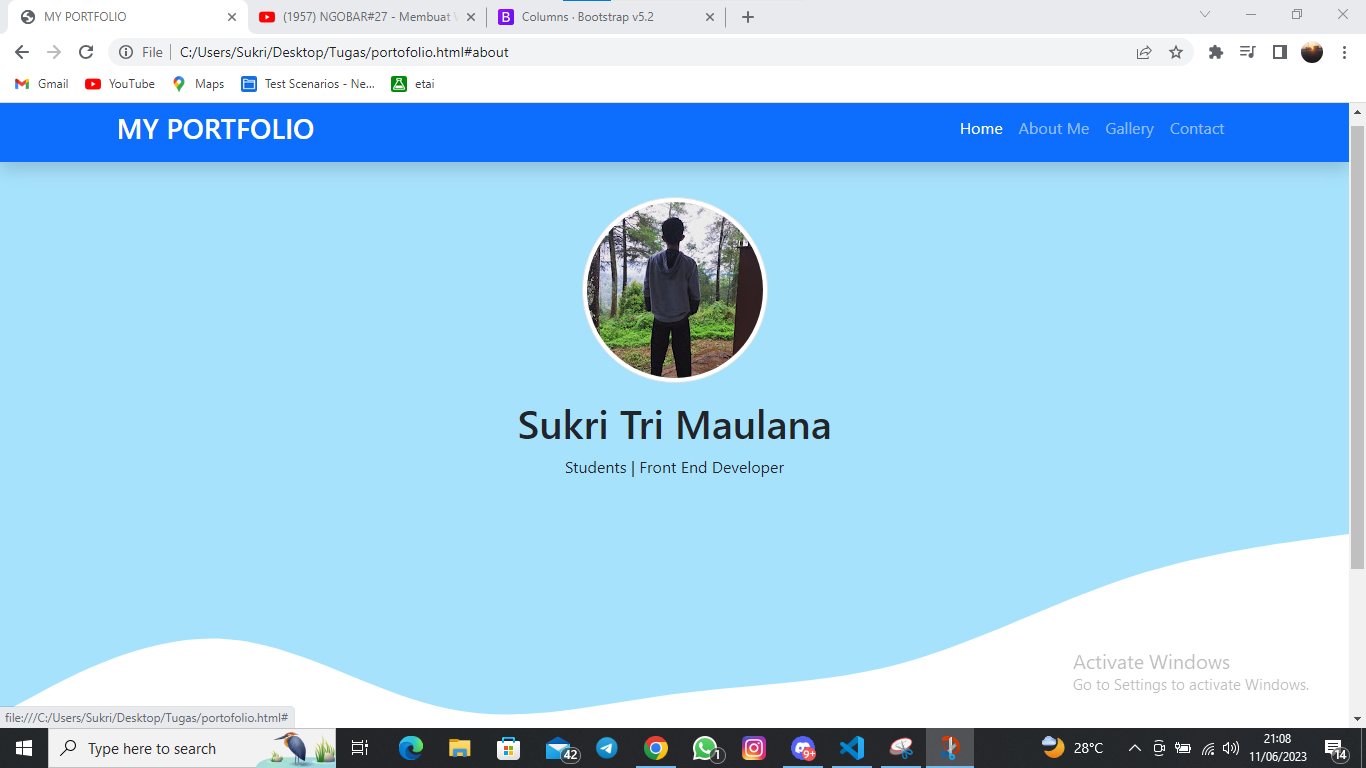 MY PORTFOLIO
(1957) NGOBAR#27 - Membuat
Columns · Bootstrap v5.2
File
C:/Users/Sukri/Desktop/Tugas/portofolio.html#about
Gmail
YouTube
Maps
Test Scenarios - Ne...
etai
MY PORTFOLIO
Home
About Me
Gallery
Contact
Sukri Tri Maulana
Students | Front End Developer
Activate Windows
Go to Settings to activate Windows.
file:///C:/Users/Sukri/Desktop/Tugas/portofolio.html#
Type here to search
42
1
9+
28°C
21:08
11/06/2023
14